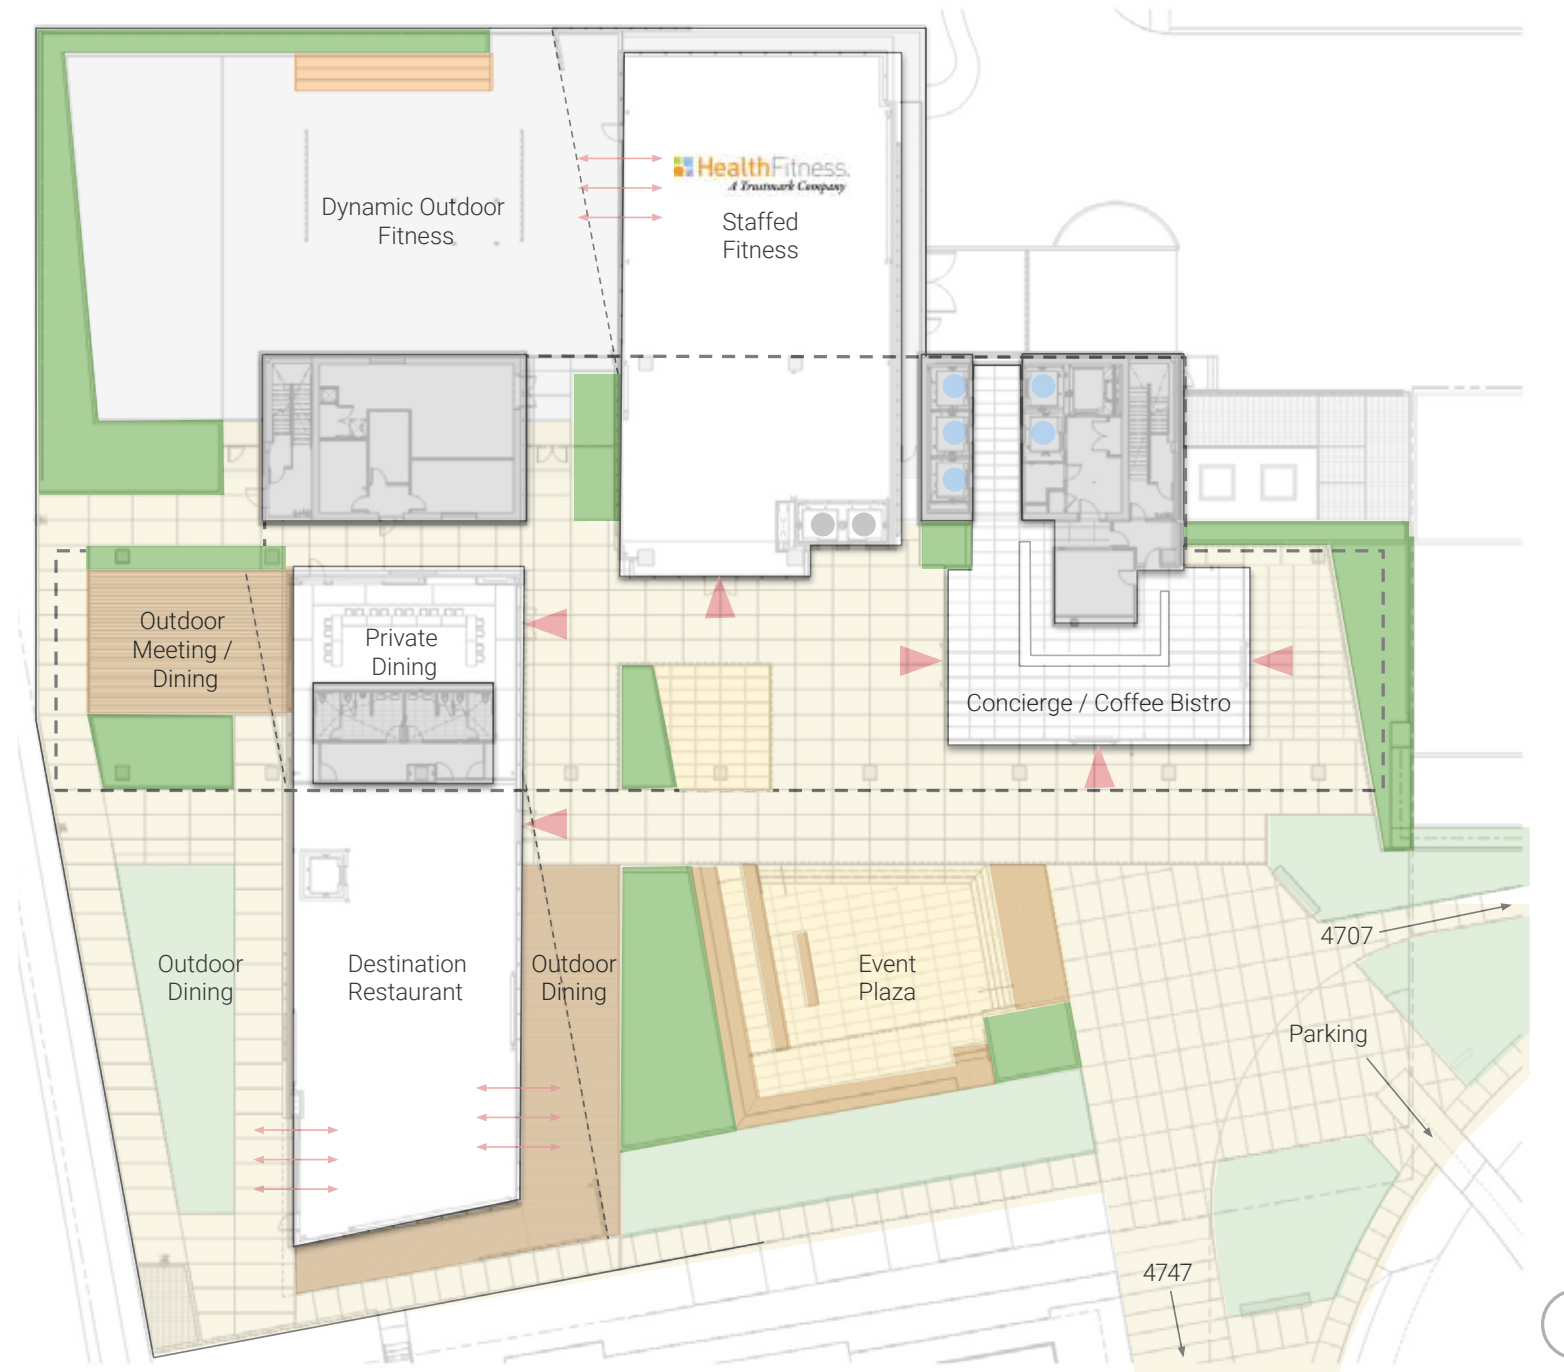 HealthFitness.
A Trustmark Company
Dynamic Outdoor
Fitness
Staffed
Fitness
Outdoor
Meeting /
Dining
Private
Dining
Concierge / Coffee Bistro
Outdoor
Dining
Destination
Restaurant
Outdoor
Dining
Event
Plaza
4707
Parking
4747